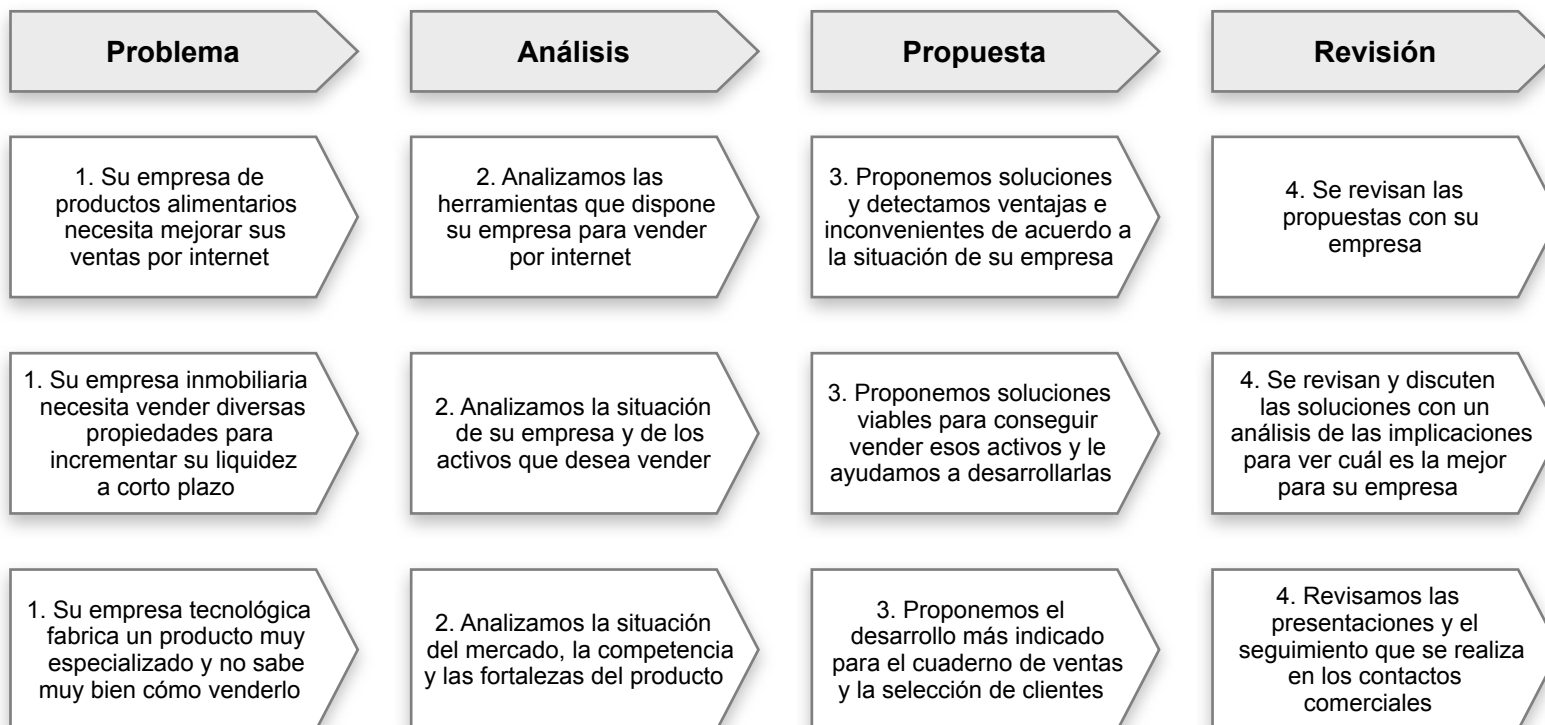 Problema
Análisis
Propuesta
Revisión
1. Su empresa de
productos alimentarios
necesita mejorar sus
ventas por internet
2. Analizamos las
herramientas que dispone
su empresa para vender
por internet
3. Proponemos soluciones
y detectamos ventajas e
inconvenientes de acuerdo a
la situación de su empresa
4. Se revisan las
propuestas con su
empresa
1. Su empresa inmobiliaria
necesita vender diversas
propiedades para
incrementar su liquidez
a corto plazo
2. Analizamos la situación
de su empresa y de los
activos que desea vender
3. Proponemos soluciones
viables para conseguir
vender esos activos y le
ayudamos a desarrollarlas
4. Se revisan y discuten
las soluciones con un
análisis de las implicaciones
para ver cuál es la mejor
para su empresa
1. Su empresa tecnológica
fabrica un producto muy
especializado y no sabe
muy bien cómo venderlo
2. Analizamos la situación
del mercado, la competencia
y las fortalezas del producto
3. Proponemos el
desarrollo más indicado
para el cuaderno de ventas
y la selección de clientes
4. Revisamos las
presentaciones y el
seguimiento que se realiza
en los contactos
comerciales